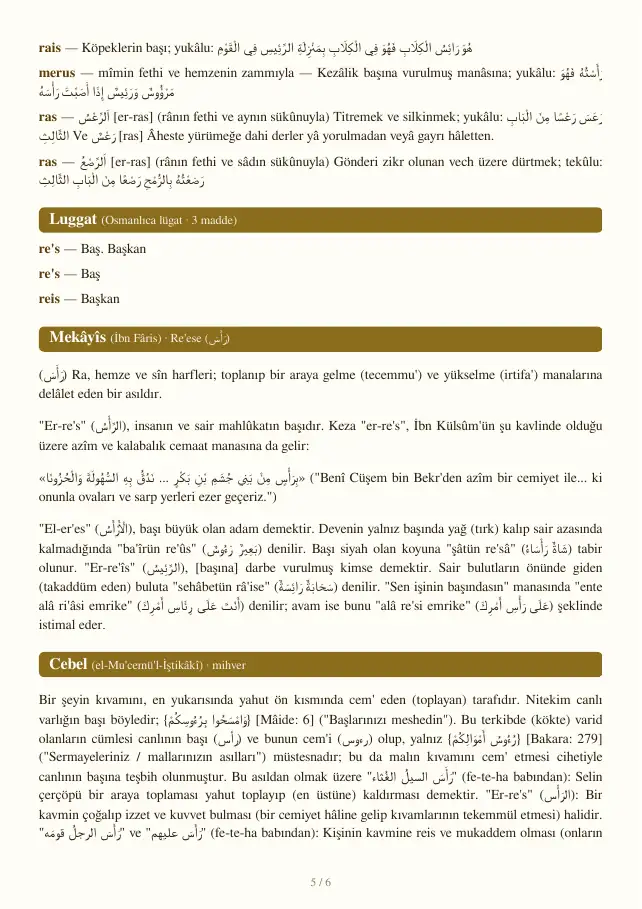 rais — Köpeklerin başı; yukâlu: هُوَ رَائِسُ الْكِلَابِ فَهُوَ فِي الْكِلَابِ بِمَنْزِلَةِ الرَّئِيسِ فِي الْقَوْمِ
merus — mîmin fethi ve hemzenin zammıyla — Kezâlik başına vurulmuş manâsına; yukâlu: رَأَسْتُهُ فَهُوَ
مَرْؤُوسٌ وَرَئِيسٌ إِذَا أَصَبْتَ رَأْسَهُ
ras — اَلرَّعْسُ [er-ras] (rânın fethi ve aynın sükûnuyla) Titremek ve silkinmek; yukâlu: رَعَسَ رَعْسًا مِنَ الْبَابِ
الثَّالِثِ Ve رَعْسٌ [ras] Âheste yürümeğe dahi derler yâ yorulmadan veyâ gayrı hâletten.
ras — اَلرَّصْعُ [er-ras] (rânın fethi ve sâdın sükûnuyla) Gönderi zikr olunan vech üzere dürtmek; tekûlu:
رَصَعْتُهُ بِالرُّمْحِ رَصْعًا مِنَ الْبَابِ الثَّالِثِ
Luggat (Osmanlıca lügat · 3 madde)
re's — Baş. Başkan
re's — Baş
reis — Başkan
Mekâyîs (İbn Fâris) · Re'ese (رَأَسَ)
(رَأَسَ) Ra, hemze ve sîn harfleri; toplanıp bir araya gelme (tecemmu') ve yükselme (irtifa') manalarına
delâlet eden bir asıldır.
"Er-re's" (الرَّأْسُ), insanın ve sair mahlûkatın başıdır. Keza "er-re's", İbn Külsûm'ün şu kavlinde olduğu
üzere azîm ve kalabalık cemaat manasına da gelir:
«بِرَأْسٍ مِنْ بَنِي جُشَمِ بْنِ بَكْرٍ ... نَدُقُّ بِهِ السُّهُولَةَ وَالْحُزُونَا» ("Benî Cüşem bin Bekr'den azîm bir cemiyet ile... ki
onunla ovaları ve sarp yerleri ezer geçeriz.")
"El-er'es" (الْأَرْأَسُ), başı büyük olan adam demektir. Devenin yalnız başında yağ (tırk) kalıp sair azasında
kalmadığında "ba'îrün re'ûs" (بَعِيرٌ رَءُوسٌ) denilir. Başı siyah olan koyuna "şâtün re'sâ" (شَاةٌ رَأْسَاءُ) tabir
olunur. "Er-re'îs" (الرَّئِيسُ), [başına] darbe vurulmuş kimse demektir. Sair bulutların önünde giden
(takaddüm eden) buluta "sehâbetün râ'ise" (سَحَابَةٌ رَائِسَةٌ) denilir. "Sen işinin başındasın" manasında "ente
alâ ri'âsi emrike" (أَنْتَ عَلَى رِئَاسِ أَمْرِكَ) denilir; avam ise bunu "alâ re'si emrike" (عَلَى رَأْسِ أَمْرِكَ) şeklinde
istimal eder.
Cebel (el-Mu'cemü'l-İştikâkî) · mihver
Bir şeyin kıvamını, en yukarısında yahut ön kısmında cem' eden (toplayan) tarafıdır. Nitekim canlı
varlığın başı böyledir; {وَامْسَحُوا بِرُءُوسِكُمْ} [Mâide: 6] ("Başlarınızı meshedin"). Bu terkibde (kökte) varid
olanların cümlesi canlının başı (رأس) ve bunun cem'i (رءوس) olup, yalnız {رُءُوسُ أَمْوَالِكُمْ} [Bakara: 279]
("Sermayeleriniz / mallarınızın asılları") müstesnadır; bu da malın kıvamını cem' etmesi cihetiyle
canlının başına teşbih olunmuştur. Bu asıldan olmak üzere "رَأَسَ السيلُ الغُثاء" (fe-te-ha babından): Selin
çerçöpü bir araya toplaması yahut toplayıp (en üstüne) kaldırması demektir. "Er-re's" (الرَأْس): Bir
kavmin çoğalıp izzet ve kuvvet bulması (bir cemiyet hâline gelip kıvamlarının tekemmül etmesi) halidir.
"رَأَسَ الرجلُ قومَه" ve "رَأَسَ عليهم" (fe-te-ha babından): Kişinin kavmine reis ve mukaddem olması (onların
5 / 6